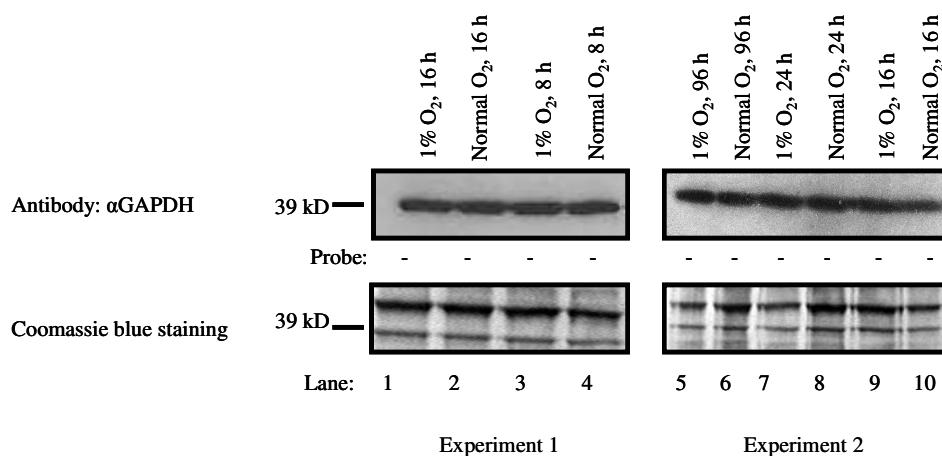 1% O2, 16 h
Normal O2, 16 h
1% O2, 8 h
Normal O2, 8 h
1% O2, 96 h
Normal O2, 96 h
1% O2, 24 h
Normal O2, 24 h
1% O2, 16 h
Normal O2, 16 h
Antibody: αGAPDH
39 kD
Probe: - - - - - - - - - -
Coomassie blue staining
39 kD
Lane: 1 2 3 4 5 6 7 8 9 10
Experiment 1 Experiment 2